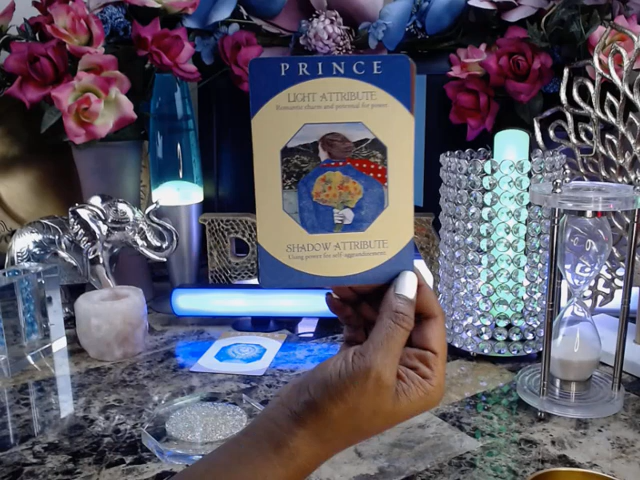 PRINCE
LIGHT ATTRIBUTE
Romantic charm and potential for power
SHADOW ATTRIBUTE
Using power for self-aggrandizement
D